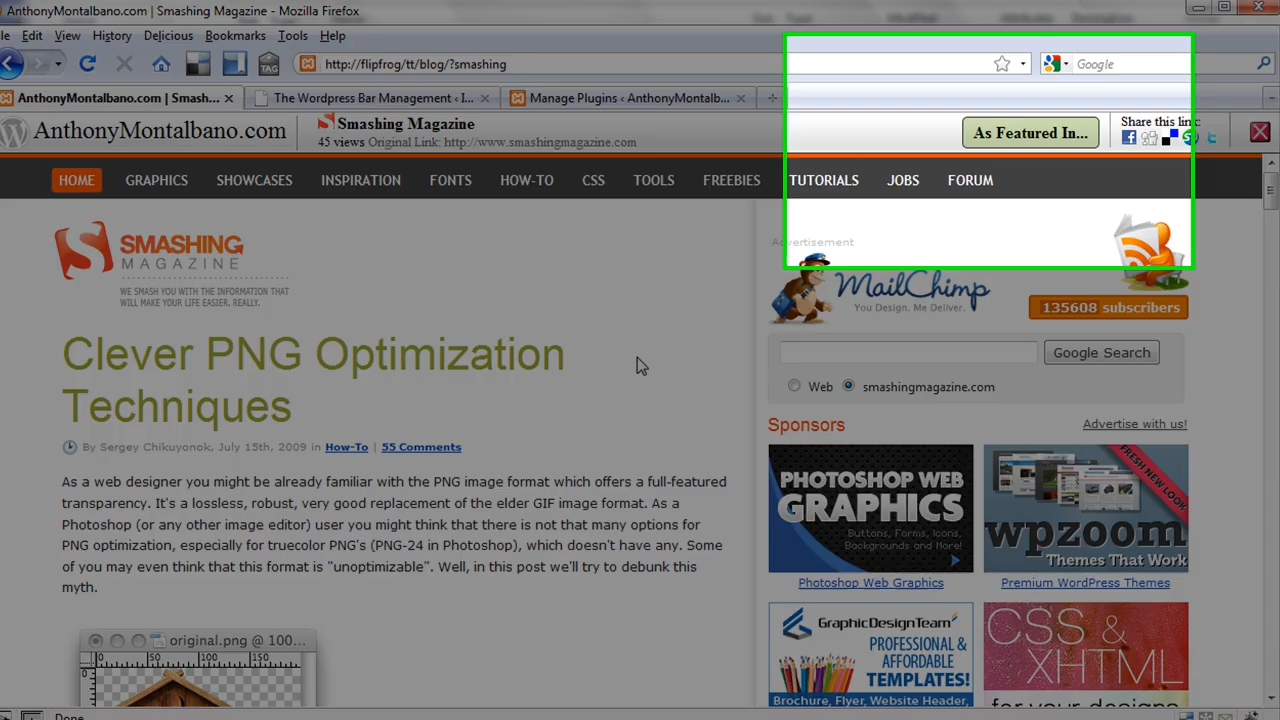 AnthonyMontalbano.com | Smashing Magazine - Mozilla Firefox
le Edit View History Delicious Bookmarks Tools Help
TAG http://flipfrog/tt/blog/?smashing Google
AnthonyMontalbano.com | Smash... The Wordpress Bar Management ‹ I... Manage Plugins ‹ AnthonyMontalb...
AnthonyMontalbano.com
Smashing Magazine
45 views Original Link: http://www.smashingmagazine.com
As Featured In...
Share this link:
HOME GRAPHICS SHOWCASES INSPIRATION FONTS HOW-TO CSS TOOLS FREEBIES TUTORIALS JOBS FORUM
SMASHING
MAGAZINE
WE SMASH YOU WITH THE INFORMATION THAT
WILL MAKE YOUR LIFE EASIER. REALLY.
Advertisement
MailChimp
You Design. Me Deliver.
135608 subscribers
Google Search
Web smashingmagazine.com
Clever PNG Optimization
Techniques
By Sergey Chikuyonok, July 15th, 2009 in How-To | 55 Comments
As a web designer you might be already familiar with the PNG image format which offers a full-featured
transparency. It's a lossless, robust, very good replacement of the elder GIF image format. As a
Photoshop (or any other image editor) user you might think that there is not that many options for
PNG optimization, especially for truecolor PNG's (PNG-24 in Photoshop), which doesn't have any. Some
of you may even think that this format is "unoptimizable". Well, in this post we'll try to debunk this
myth.
original.png @ 100...
0 50 100 150
0
Sponsors Advertise with us!
PHOTOSHOP WEB
GRAPHICS
Buttons, Forms, Icons,
Backgrounds and More!
Photoshop Web Graphics
FRESH NEW LOOK
wpzoom
Themes That Work
Premium WordPress Themes
GRAPHICDESIGNTEAM
PROFESSIONAL &
AFFORDABLE
TEMPLATES!
Brochure, Flyer, Website Header,
CSS &
XHTML
for your designs
Done